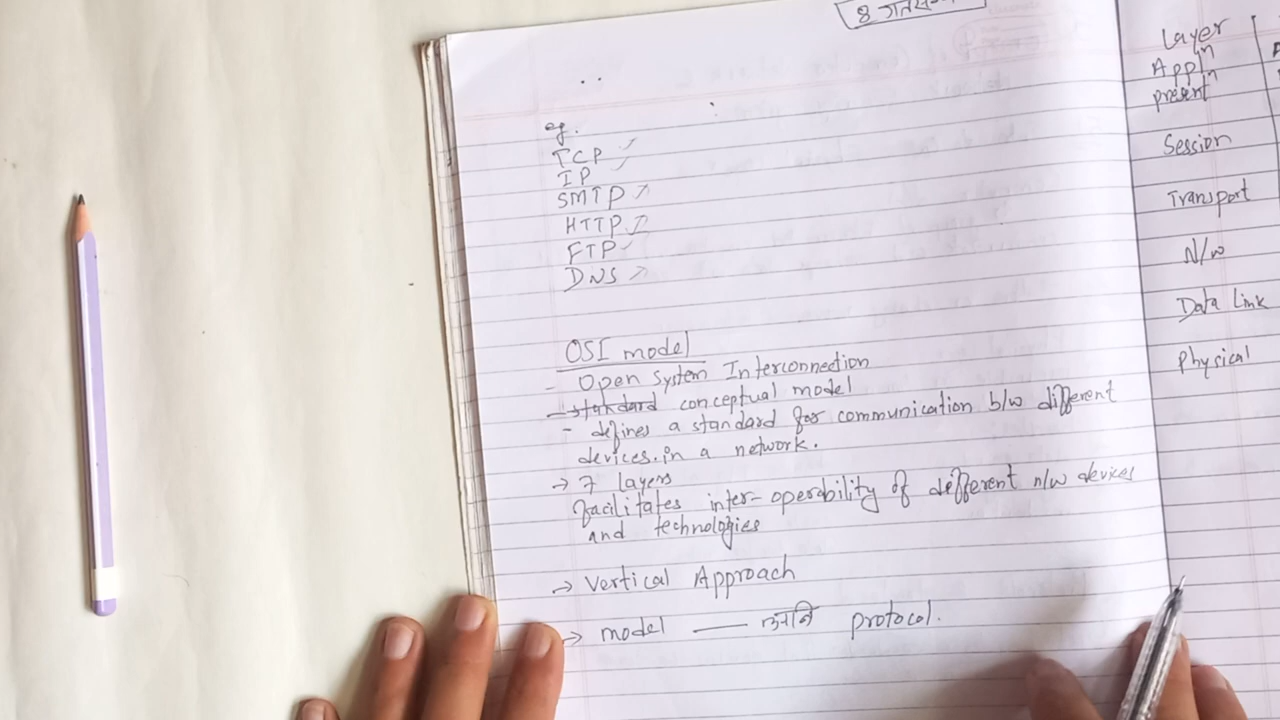 eg.
TCP
IP
SMTP
HTTP
FTP
DNS
OSI model
- Open System Interconnection
→ standard conceptual model
- defines a standard for communication b/w different
devices in a network.
→ 7 layers
facilitates inter-operability of different n/w devices
and technologies
→ Vertical Approach
→ model — protocol.
Layer
Appln
presentn
Session
Transport
N/w
Data Link
Physical